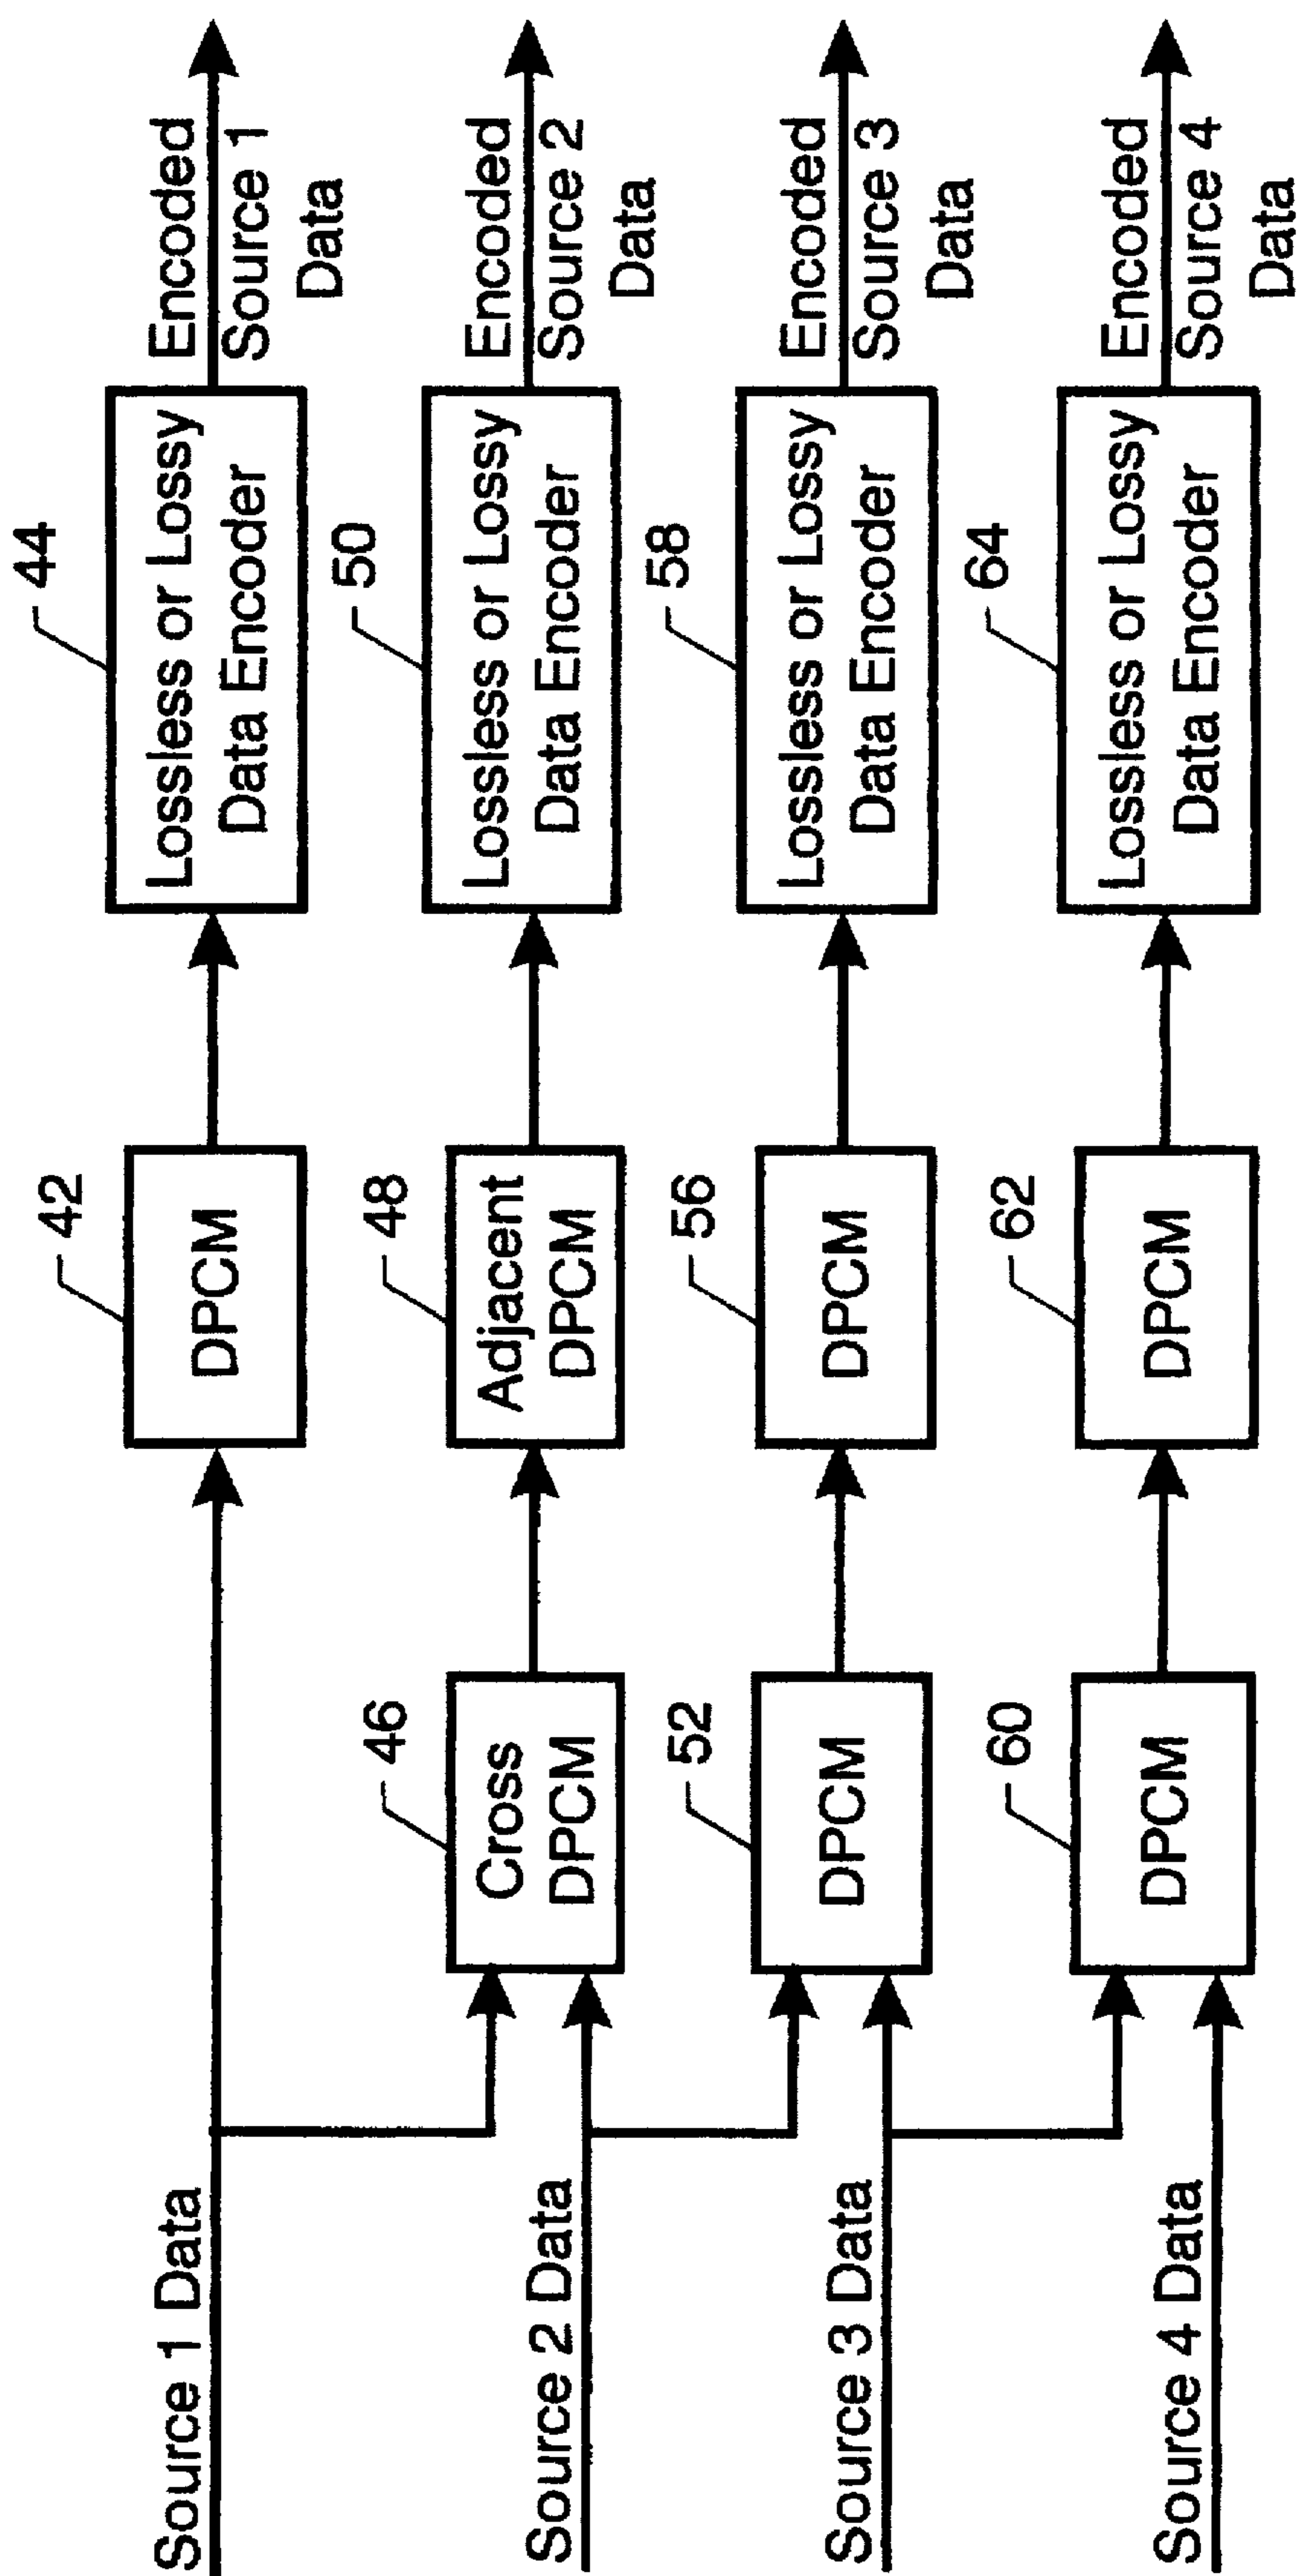 Source 1 Data
42
DPCM
44
Lossless or Lossy
Data Encoder
Encoded
Source 1
Data
Source 2 Data
46
Cross
DPCM
48
Adjacent
DPCM
50
Lossless or Lossy
Data Encoder
Encoded
Source 2
Data
Source 3 Data
52
DPCM
56
DPCM
58
Lossless or Lossy
Data Encoder
Encoded
Source 3
Data
Source 4 Data
60
DPCM
62
DPCM
64
Lossless or Lossy
Data Encoder
Encoded
Source 4
Data